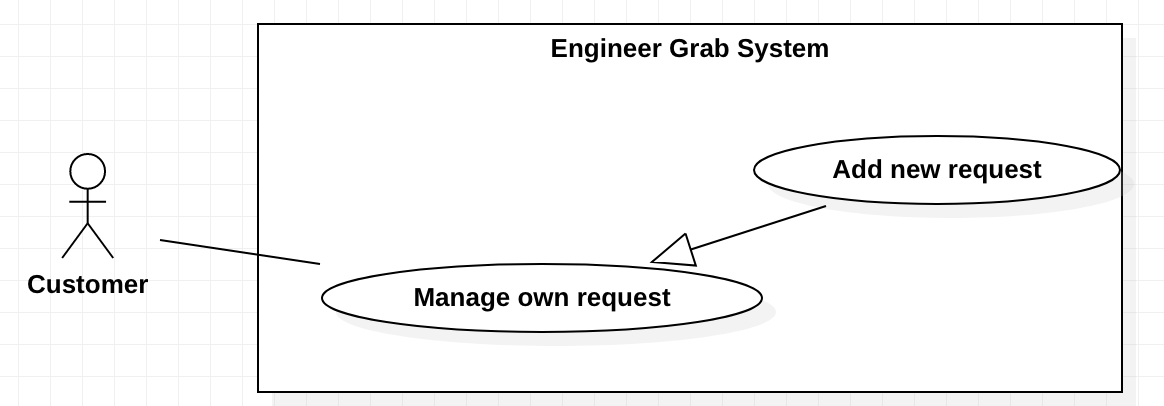 Engineer Grab System
Add new request
Customer
Manage own request